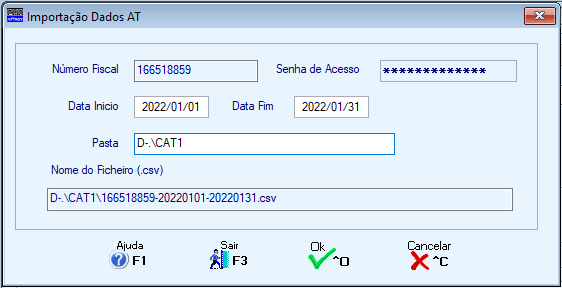 Importação Dados AT
Número Fiscal 166518859 Senha de Acesso *************
Data Inicio 2022/01/01 Data Fim 2022/01/31
Pasta D-.\CAT1
Nome do Ficheiro (.csv)
D-.\CAT1\166518859-20220101-20220131.csv
Ajuda Sair Ok Cancelar
F1 F3 ^O ^C